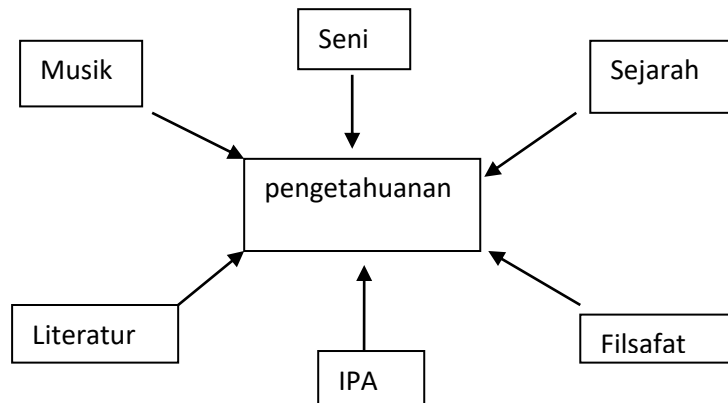 Seni
Musik
Sejarah
pengetahuanan
Literatur
Filsafat
IPA